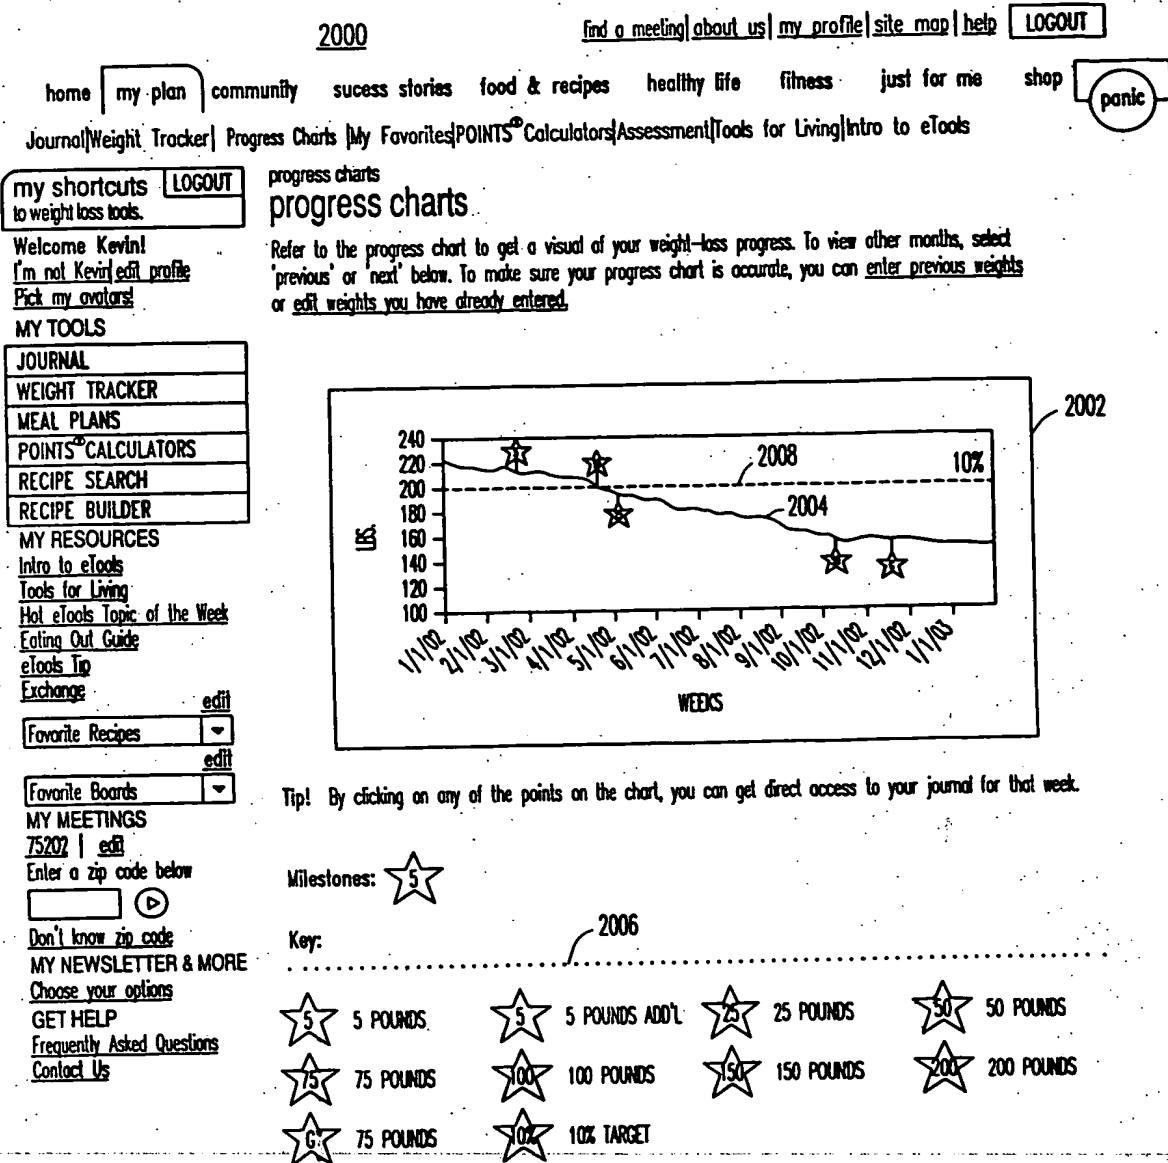 2000
find a meeting| about us| my profile|site map|help LOGOUT
home my plan community sucess stories food & recipes healthy life fitness just for me shop panic
Journal|Weight Tracker| Progress Charts |My Favorites|POINTS® Calculators|Assessment|Tools for Living|Intro to eTools
my shortcuts LOGOUT
to weight loss tools.
Welcome Kevin!
I'm not Kevin|edit profile
Pick my avatars!
MY TOOLS
JOURNAL
WEIGHT TRACKER
MEAL PLANS
POINTS® CALCULATORS
RECIPE SEARCH
RECIPE BUILDER
MY RESOURCES
Intro to eTools
Tools for Living
Hot eTools Topic of the Week
Eating Out Guide
eTools Tip
Exchange
edit
Favorite Recipes
edit
Favorite Boards
MY MEETINGS
75202 | edit
Enter a zip code below
Don't know zip code
MY NEWSLETTER & MORE
Choose your options
GET HELP
Frequently Asked Questions
Contact Us
progress charts
progress charts
Refer to the progress chart to get a visual of your weight-loss progress. To view other months, select
'previous' or 'next' below. To make sure your progress chart is accurate, you can enter previous weights
or edit weights you have already entered.
2002
240
220
200
180
160
140
120
100
LBS.
2008
10%
2004
1/1/02 2/1/02 3/1/02 4/1/02 5/1/02 6/1/02 7/1/02 8/1/02 9/1/02 10/1/02 11/1/02 12/1/02 1/1/03
WEEKS
Tip! By clicking on any of the points on the chart, you can get direct access to your journal for that week.
Milestones: 5
Key:
2006
5 5 POUNDS 5 5 POUNDS ADD'L 25 25 POUNDS 50 50 POUNDS
75 75 POUNDS 100 100 POUNDS 150 150 POUNDS 200 200 POUNDS
G 75 POUNDS 10% 10% TARGET